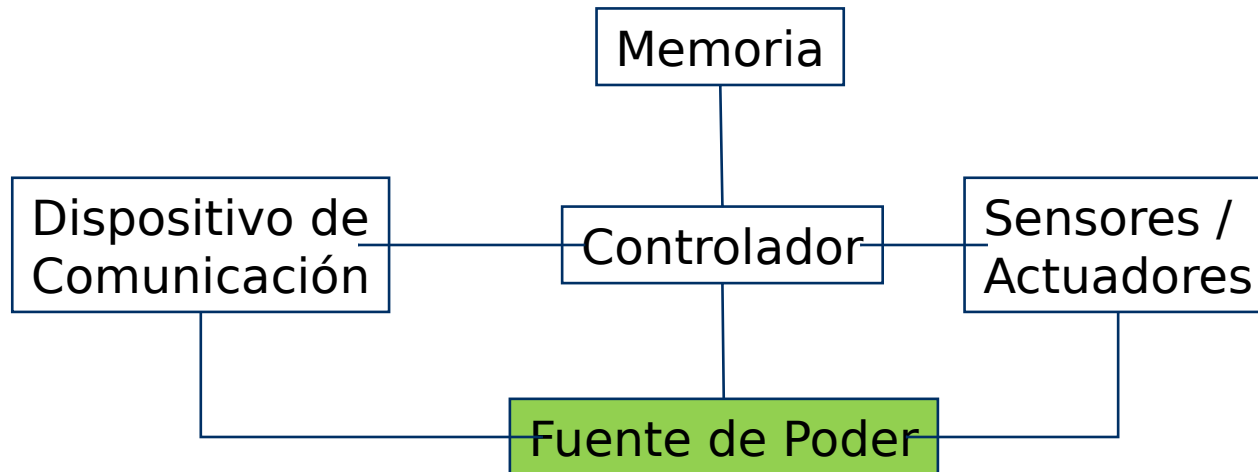 Memoria
Dispositivo de
Comunicación
Controlador
Sensores /
Actuadores
Fuente de Poder